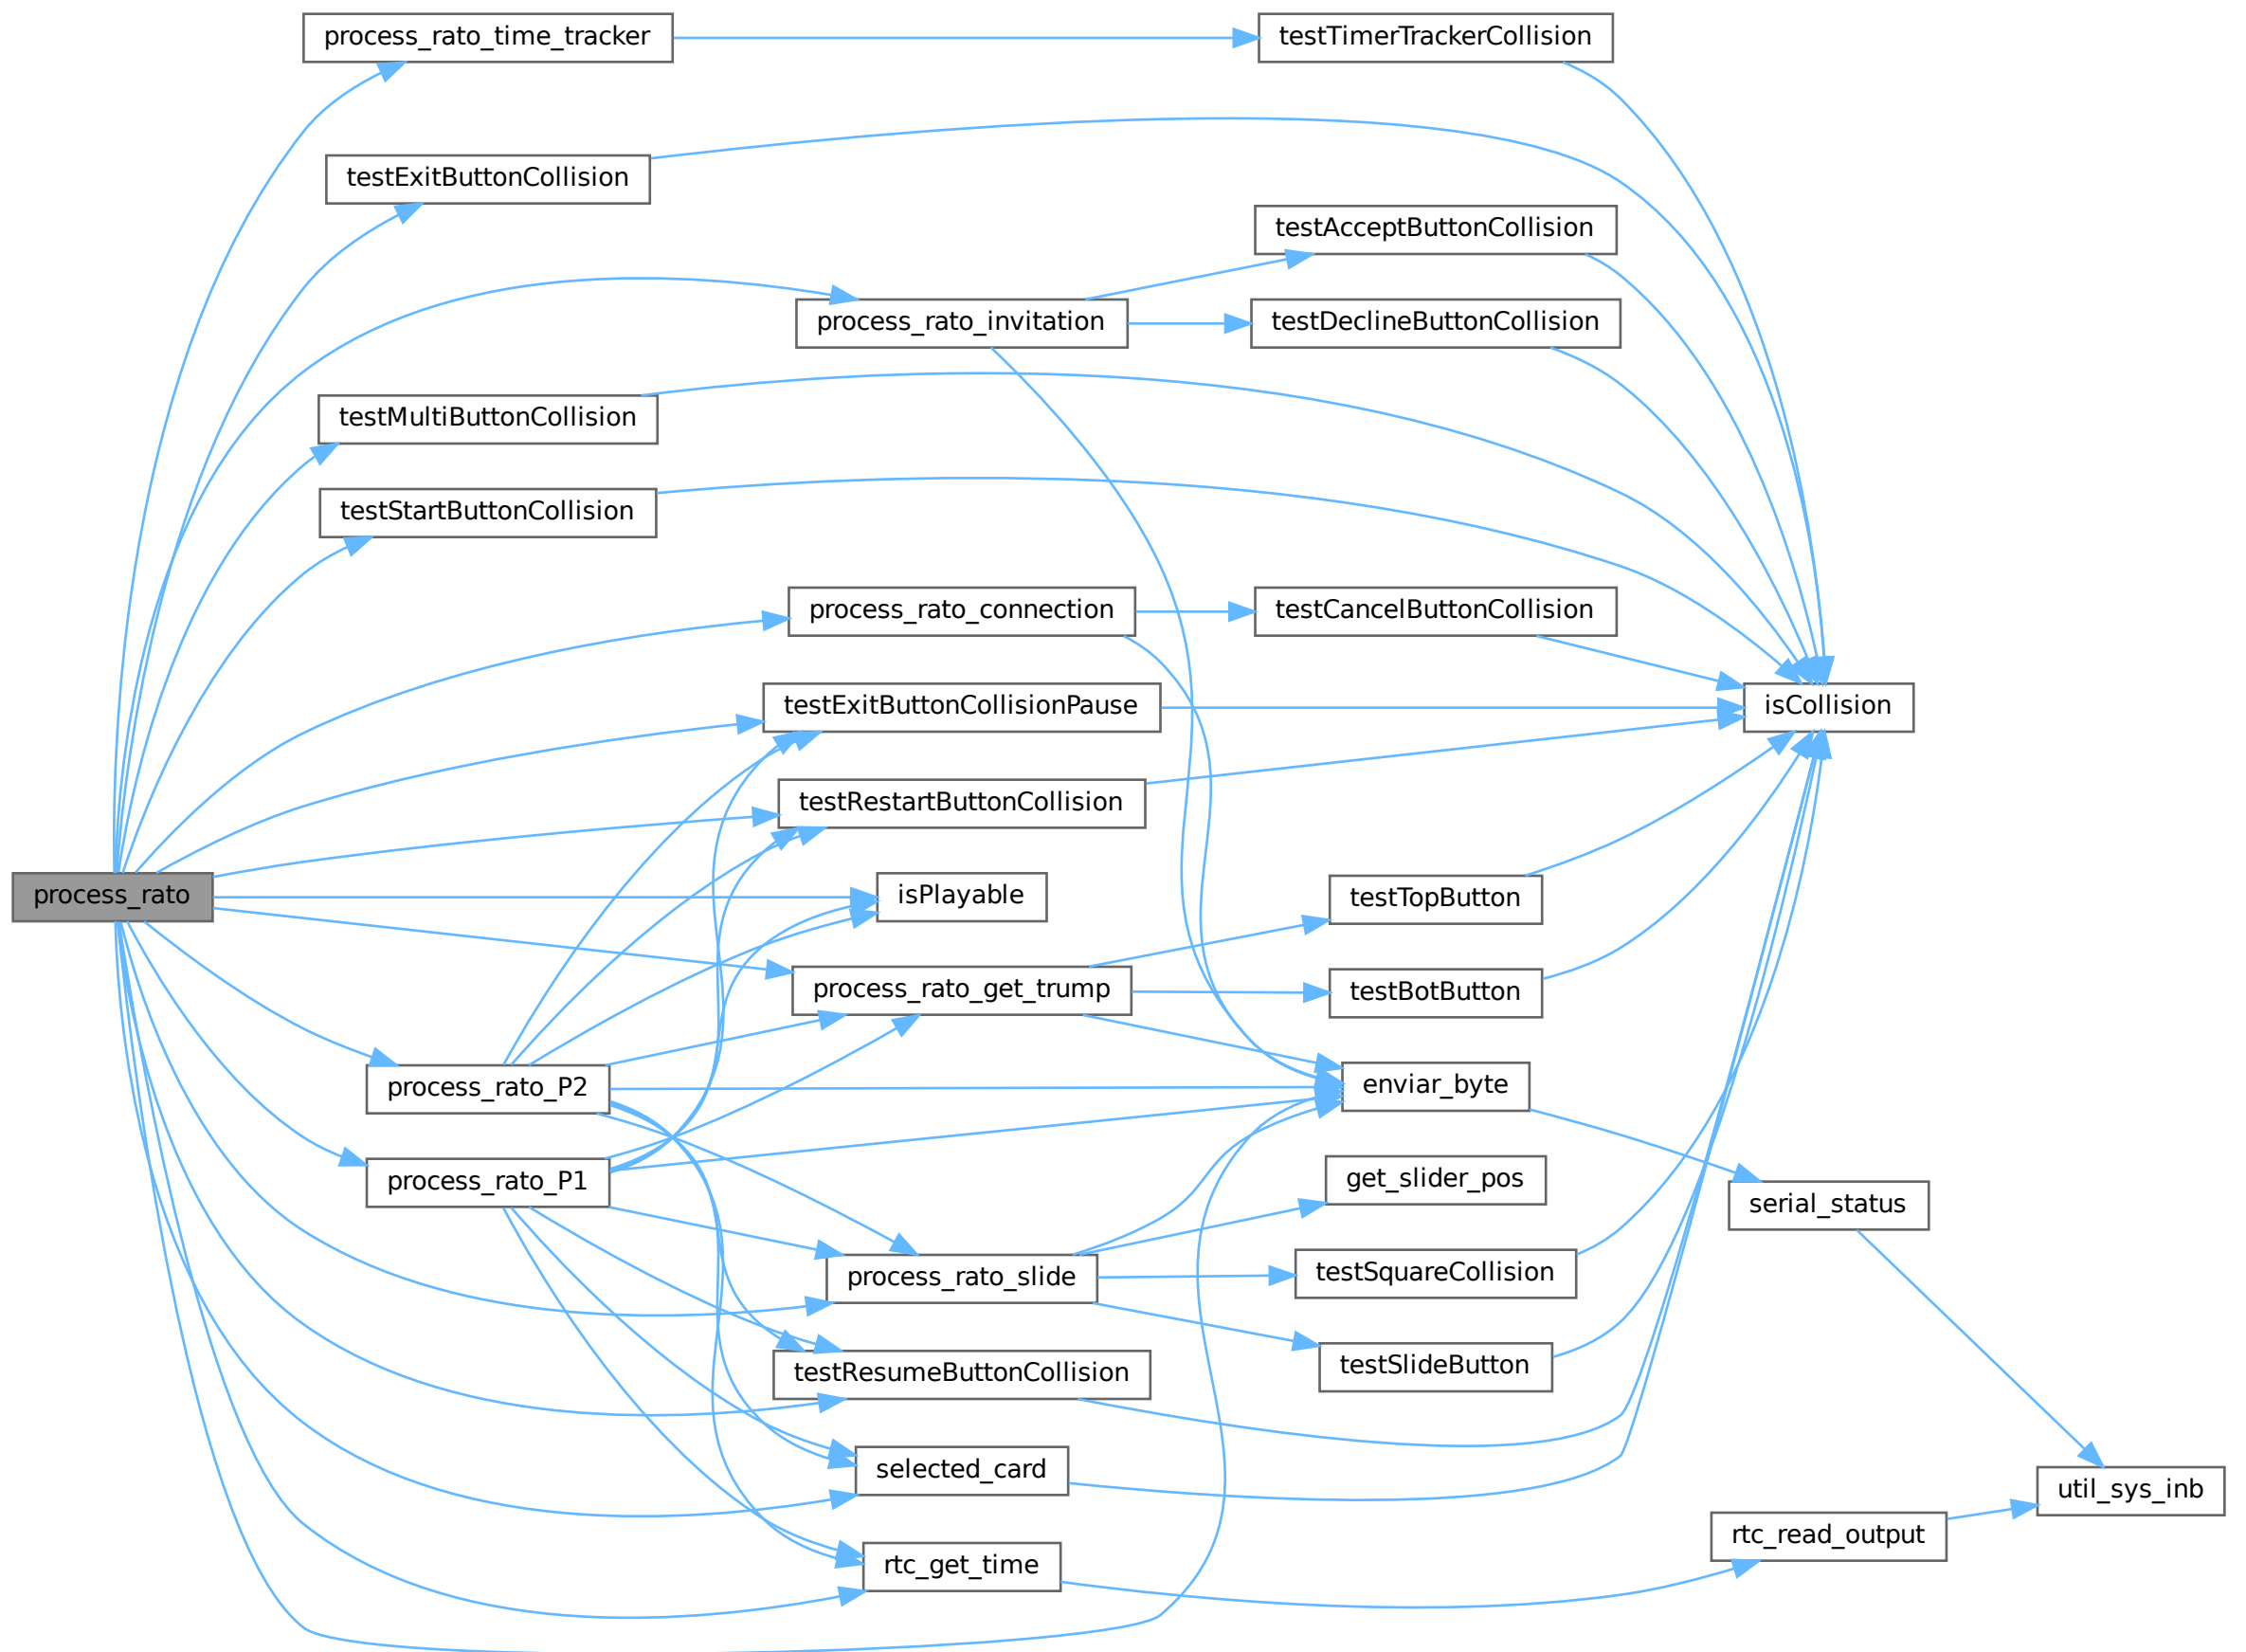 process_rato_time_tracker
testTimerTrackerCollision
testExitButtonCollision
testAcceptButtonCollision
process_rato_invitation
testDeclineButtonCollision
testMultiButtonCollision
testStartButtonCollision
process_rato_connection
testCancelButtonCollision
testExitButtonCollisionPause
isCollision
testRestartButtonCollision
process_rato
isPlayable
testTopButton
process_rato_get_trump
testBotButton
process_rato_P2
enviar_byte
process_rato_P1
get_slider_pos
serial_status
process_rato_slide
testSquareCollision
testResumeButtonCollision
testSlideButton
selected_card
util_sys_inb
rtc_read_output
rtc_get_time